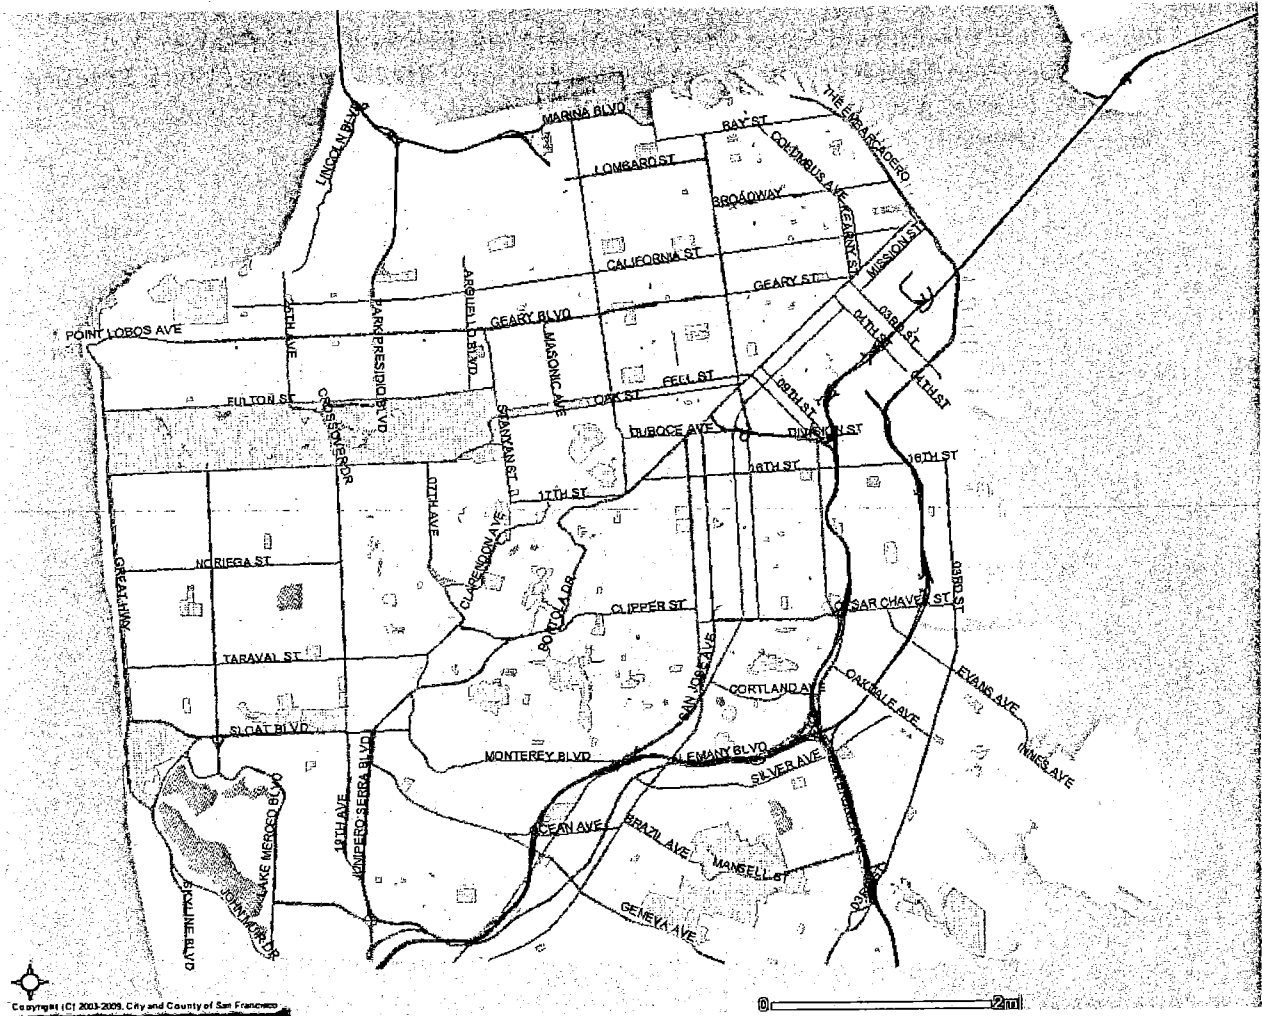 MARINA BLVD
THE EMBARCADERO
BAY ST
LINCOLN BLVD
LOMBARD ST
COLUMBUS AVE
BROADWAY
KEARNY ST
MISSION ST
CALIFORNIA ST
GEARY ST
ARGUELLO BLVD
25TH AVE
PARK PRESIDIO BLVD
GEARY BLVD
POINT LOBOS AVE
MASONIC AVE
03RD ST
04TH ST
FELL ST
09TH ST
04TH ST
FULTON ST
CROSSOVER DR
OAK ST
STANYAN ST
DUBOCE AVE
DIVISION ST
16TH ST
16TH ST
07TH AVE
17TH ST
CLARENDON AVE
NORIEGA ST
GREAT HWY
PORTOLA DR
03RD ST
CLIPPER ST
CESAR CHAVEZ ST
TARAVAL ST
SAN JOSE AVE
CORTLAND AVE
OAKDALE AVE
EVANS AVE
SLOAT BLVD
MONTEREY BLVD
ALEMANY BLVD
SILVER AVE
INNES AVE
19TH AVE
JUNIPERO SERRA BLVD
LAKE MERCED BLVD
OCEAN AVE
BRAZIL AVE
MANSELL ST
03RD ST
SKYLINE BLVD
JOHN MUIR DR
GENEVA AVE
Copyright (C) 2003-2009, City and County of San Francisco
0 2mi